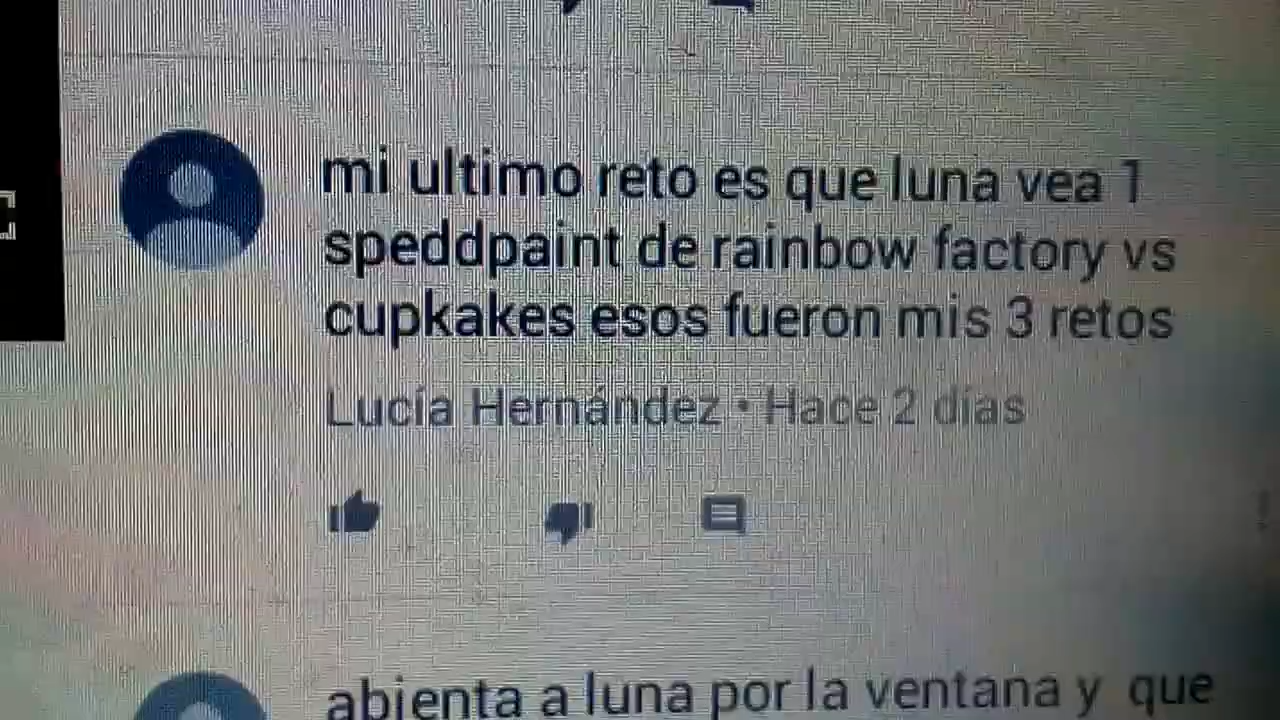 mi ultimo reto es que luna vea 1
speddpaint de rainbow factory vs
cupkakes esos fueron mis 3 retos
Lucía Hernández • Hace 2 días
abienta a luna por la ventana y que